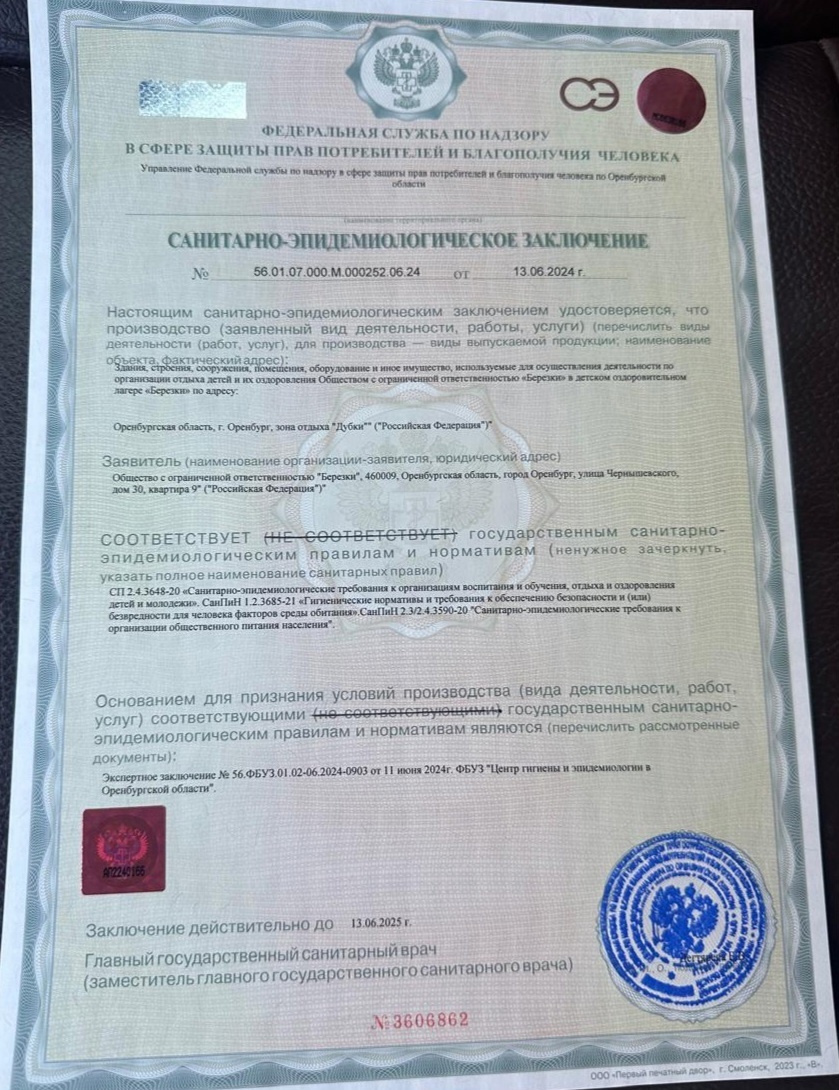 СЭ
ФЕДЕРАЛЬНАЯ СЛУЖБА ПО НАДЗОРУ
В СФЕРЕ ЗАЩИТЫ ПРАВ ПОТРЕБИТЕЛЕЙ И БЛАГОПОЛУЧИЯ ЧЕЛОВЕКА
Управление Федеральной службы по надзору в сфере защиты прав потребителей и благополучия человека по Оренбургской
области
(наименование территориального органа)
САНИТАРНО-ЭПИДЕМИОЛОГИЧЕСКОЕ ЗАКЛЮЧЕНИЕ
№ 56.01.07.000.М.000252.06.24 от 13.06.2024 г.
Настоящим санитарно-эпидемиологическим заключением удостоверяется, что
производство (заявленный вид деятельности, работы, услуги) (перечислить виды
деятельности (работ, услуг), для производства — виды выпускаемой продукции; наименование
объекта, фактический адрес):
Здания, строения, сооружения, помещения, оборудование и иное имущество, используемые для осуществления деятельности по
организации отдыха детей и их оздоровления Обществом с ограниченной ответственностью «Березки» в детском оздоровительном
лагере «Березки» по адресу:
Оренбургская область, г. Оренбург, зона отдыха "Дубки"" ("Российская Федерация")"
Заявитель (наименование организации-заявителя, юридический адрес)
Общество с ограниченной ответственностью "Березки", 460009, Оренбургская область, город Оренбург, улица Чернышевского,
дом 30, квартира 9" ("Российская Федерация")"
СООТВЕТСТВУЕТ (НЕ СООТВЕТСТВУЕТ) государственным санитарно-
эпидемиологическим правилам и нормативам (ненужное зачеркнуть,
указать полное наименование санитарных правил)
СП 2.4.3648-20 «Санитарно-эпидемиологические требования к организациям воспитания и обучения, отдыха и оздоровления
детей и молодежи». СанПиН 1.2.3685-21 «Гигиенические нормативы и требования к обеспечению безопасности и (или)
безвредности для человека факторов среды обитания».СанПиН 2.3/2.4.3590-20 "Санитарно-эпидемиологические требования к
организации общественного питания населения".
Основанием для признания условий производства (вида деятельности, работ,
услуг) соответствующими (не соответствующими) государственным санитарно-
эпидемиологическим правилам и нормативам являются (перечислить рассмотренные
документы):
Экспертное заключение № 56.ФБУЗ.01.02-06.2024-0903 от 11 июня 2024г. ФБУЗ "Центр гигиены и эпидемиологии в
Оренбургской области".
АП2240166
Заключение действительно до 13.06.2025 г.
Главный государственный санитарный врач
(заместитель главного государственного санитарного врача)
№3606862
ООО «Первый печатный двор», г. Смоленск, 2023 г., «В».